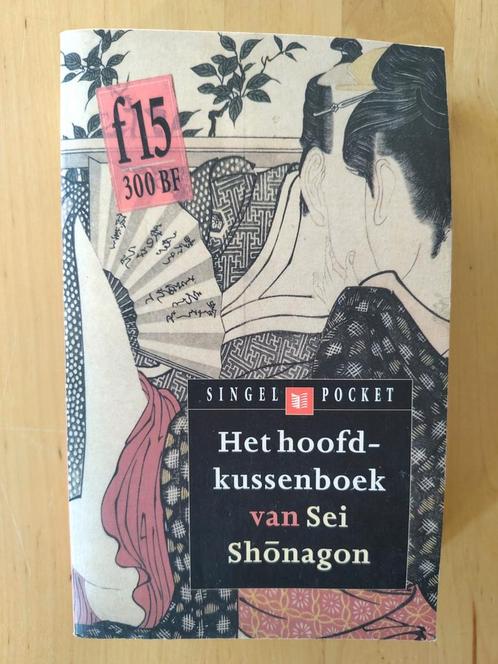 f15
300 BF
SINGEL POCKET
Het hoofd-
kussenboek
van Sei
Shōnagon